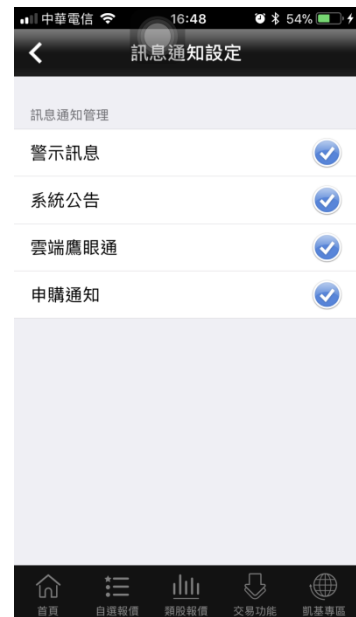 中華電信 16:48 54%
訊息通知設定
訊息通知管理
警示訊息
系統公告
雲端鷹眼通
申購通知
首頁 自選報價 類股報價 交易功能 凱基專區